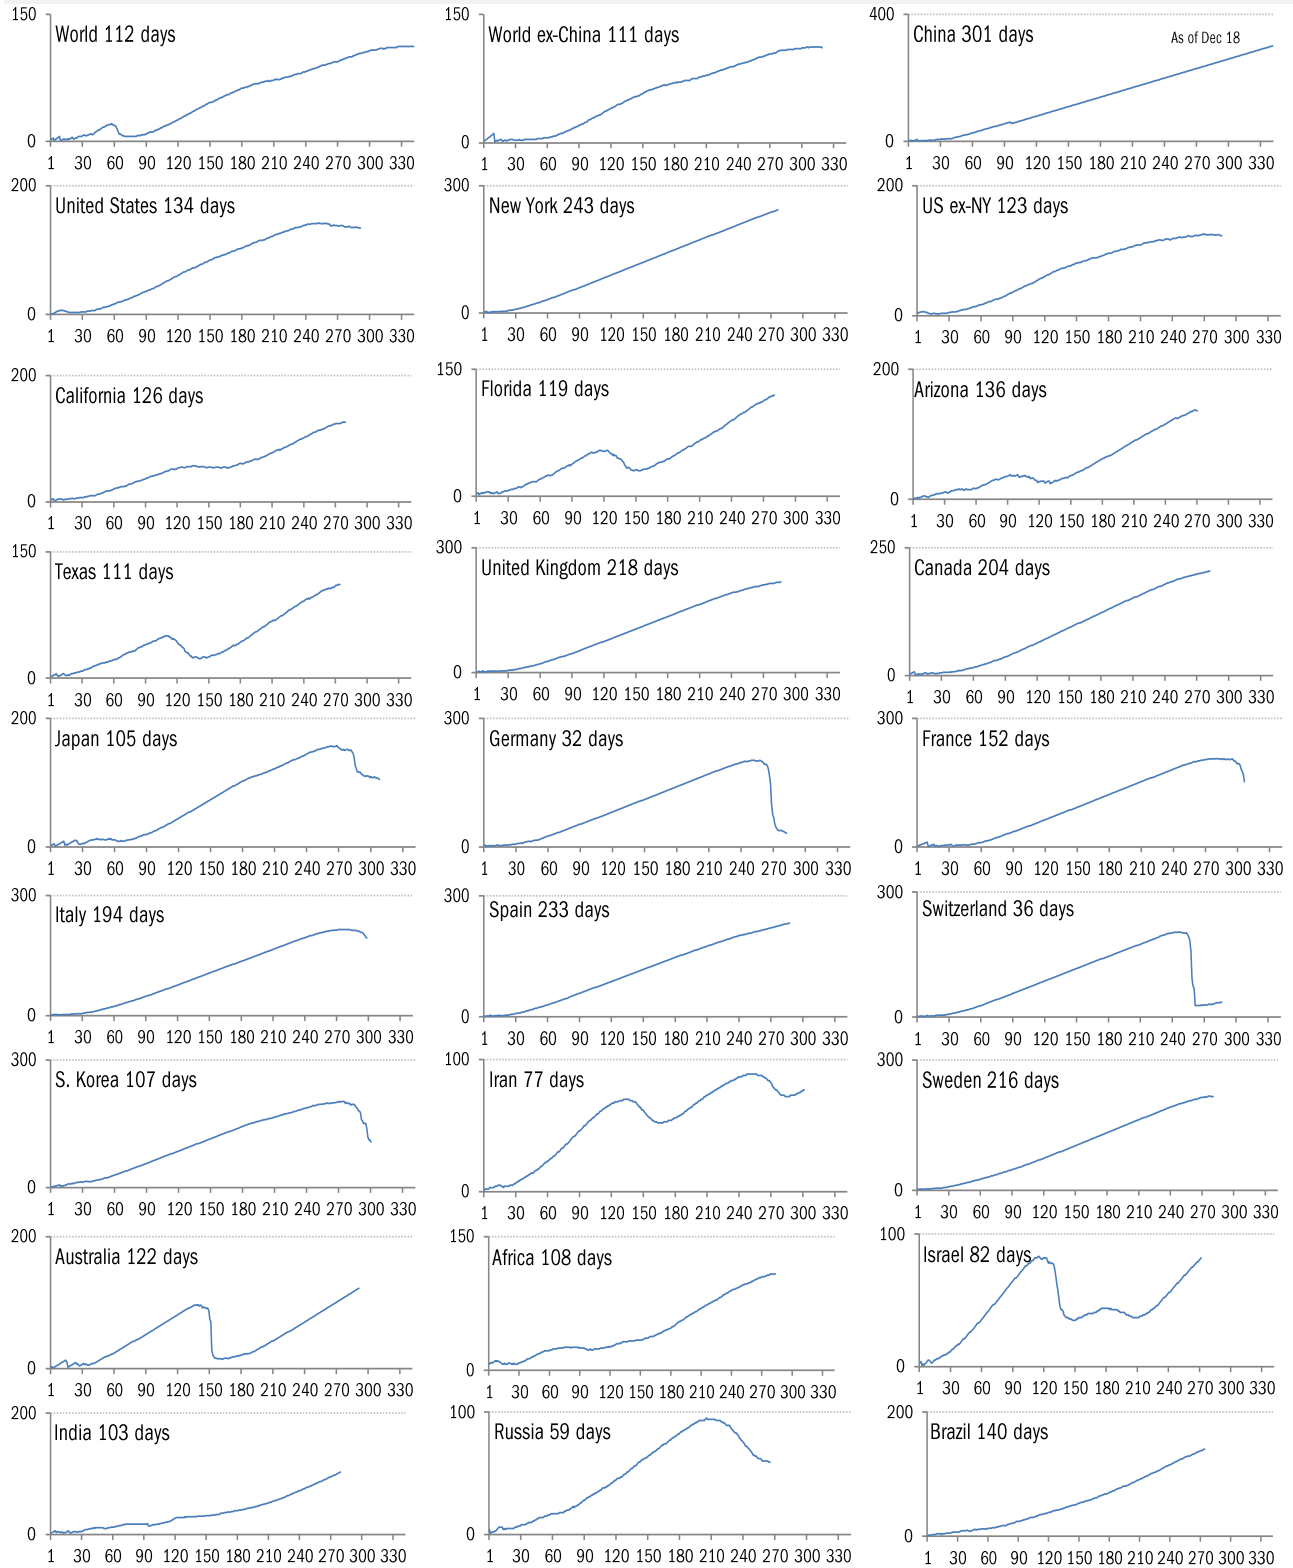 150
World 112 days
0
1 30 60 90 120 150 180 210 240 270 300 330
150
World ex-China 111 days
0
1 30 60 90 120 150 180 210 240 270 300 330
400
China 301 days
As of Dec 18
0
1 30 60 90 120 150 180 210 240 270 300 330
200
United States 134 days
0
1 30 60 90 120 150 180 210 240 270 300 330
300
New York 243 days
0
1 30 60 90 120 150 180 210 240 270 300 330
200
US ex-NY 123 days
0
1 30 60 90 120 150 180 210 240 270 300 330
200
California 126 days
0
1 30 60 90 120 150 180 210 240 270 300 330
150
Florida 119 days
0
1 30 60 90 120 150 180 210 240 270 300 330
200
Arizona 136 days
0
1 30 60 90 120 150 180 210 240 270 300 330
150
Texas 111 days
0
1 30 60 90 120 150 180 210 240 270 300 330
300
United Kingdom 218 days
0
1 30 60 90 120 150 180 210 240 270 300 330
250
Canada 204 days
0
1 30 60 90 120 150 180 210 240 270 300 330
200
Japan 105 days
0
1 30 60 90 120 150 180 210 240 270 300 330
300
Germany 32 days
0
1 30 60 90 120 150 180 210 240 270 300 330
300
France 152 days
0
1 30 60 90 120 150 180 210 240 270 300 330
300
Italy 194 days
0
1 30 60 90 120 150 180 210 240 270 300 330
300
Spain 233 days
0
1 30 60 90 120 150 180 210 240 270 300 330
300
Switzerland 36 days
0
1 30 60 90 120 150 180 210 240 270 300 330
300
S. Korea 107 days
0
1 30 60 90 120 150 180 210 240 270 300 330
100
Iran 77 days
0
1 30 60 90 120 150 180 210 240 270 300 330
300
Sweden 216 days
0
1 30 60 90 120 150 180 210 240 270 300 330
200
Australia 122 days
0
1 30 60 90 120 150 180 210 240 270 300 330
150
Africa 108 days
0
1 30 60 90 120 150 180 210 240 270 300 330
100
Israel 82 days
0
1 30 60 90 120 150 180 210 240 270 300 330
200
India 103 days
0
1 30 60 90 120 150 180 210 240 270 300 330
100
Russia 59 days
0
1 30 60 90 120 150 180 210 240 270 300 330
200
Brazil 140 days
0
1 30 60 90 120 150 180 210 240 270 300 330